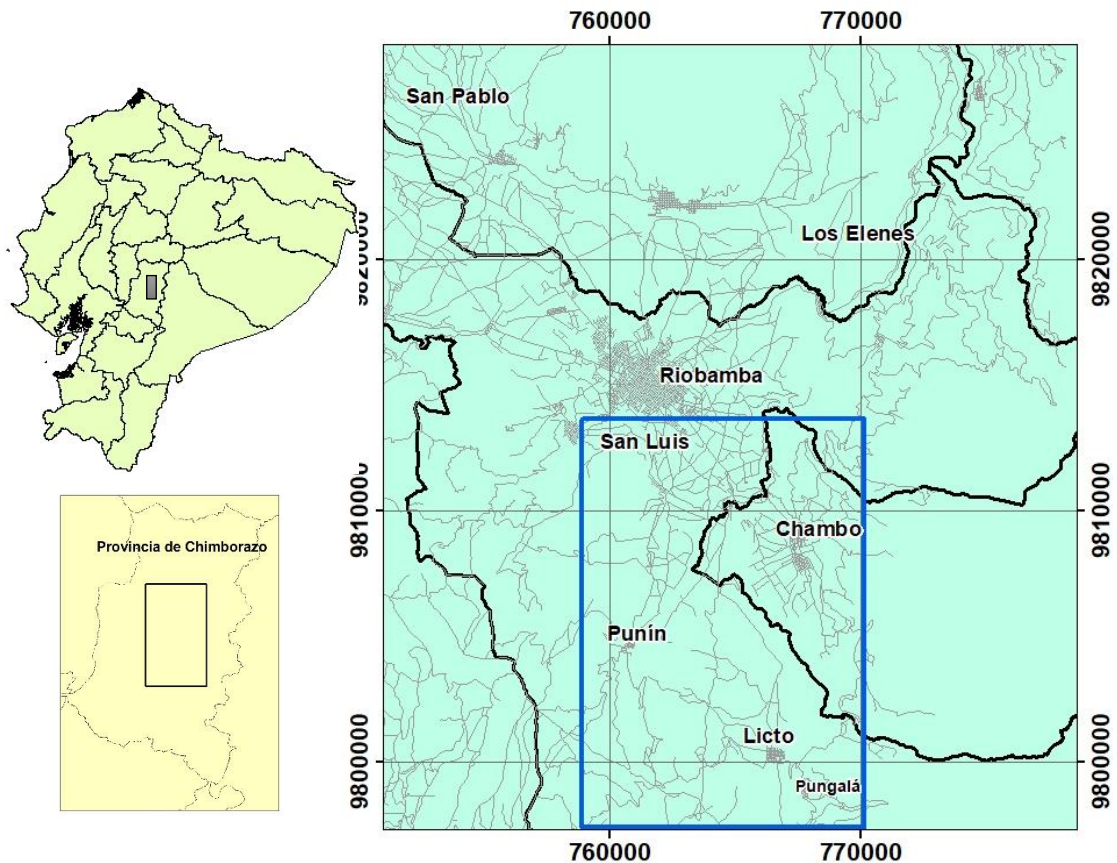 760000
770000
San Pablo
Los Elenes
9820000
9820000
Riobamba
San Luis
9810000
9810000
Chambo
Provincia de Chimborazo
Punín
Licto
9800000
9800000
Pungalá
760000
770000